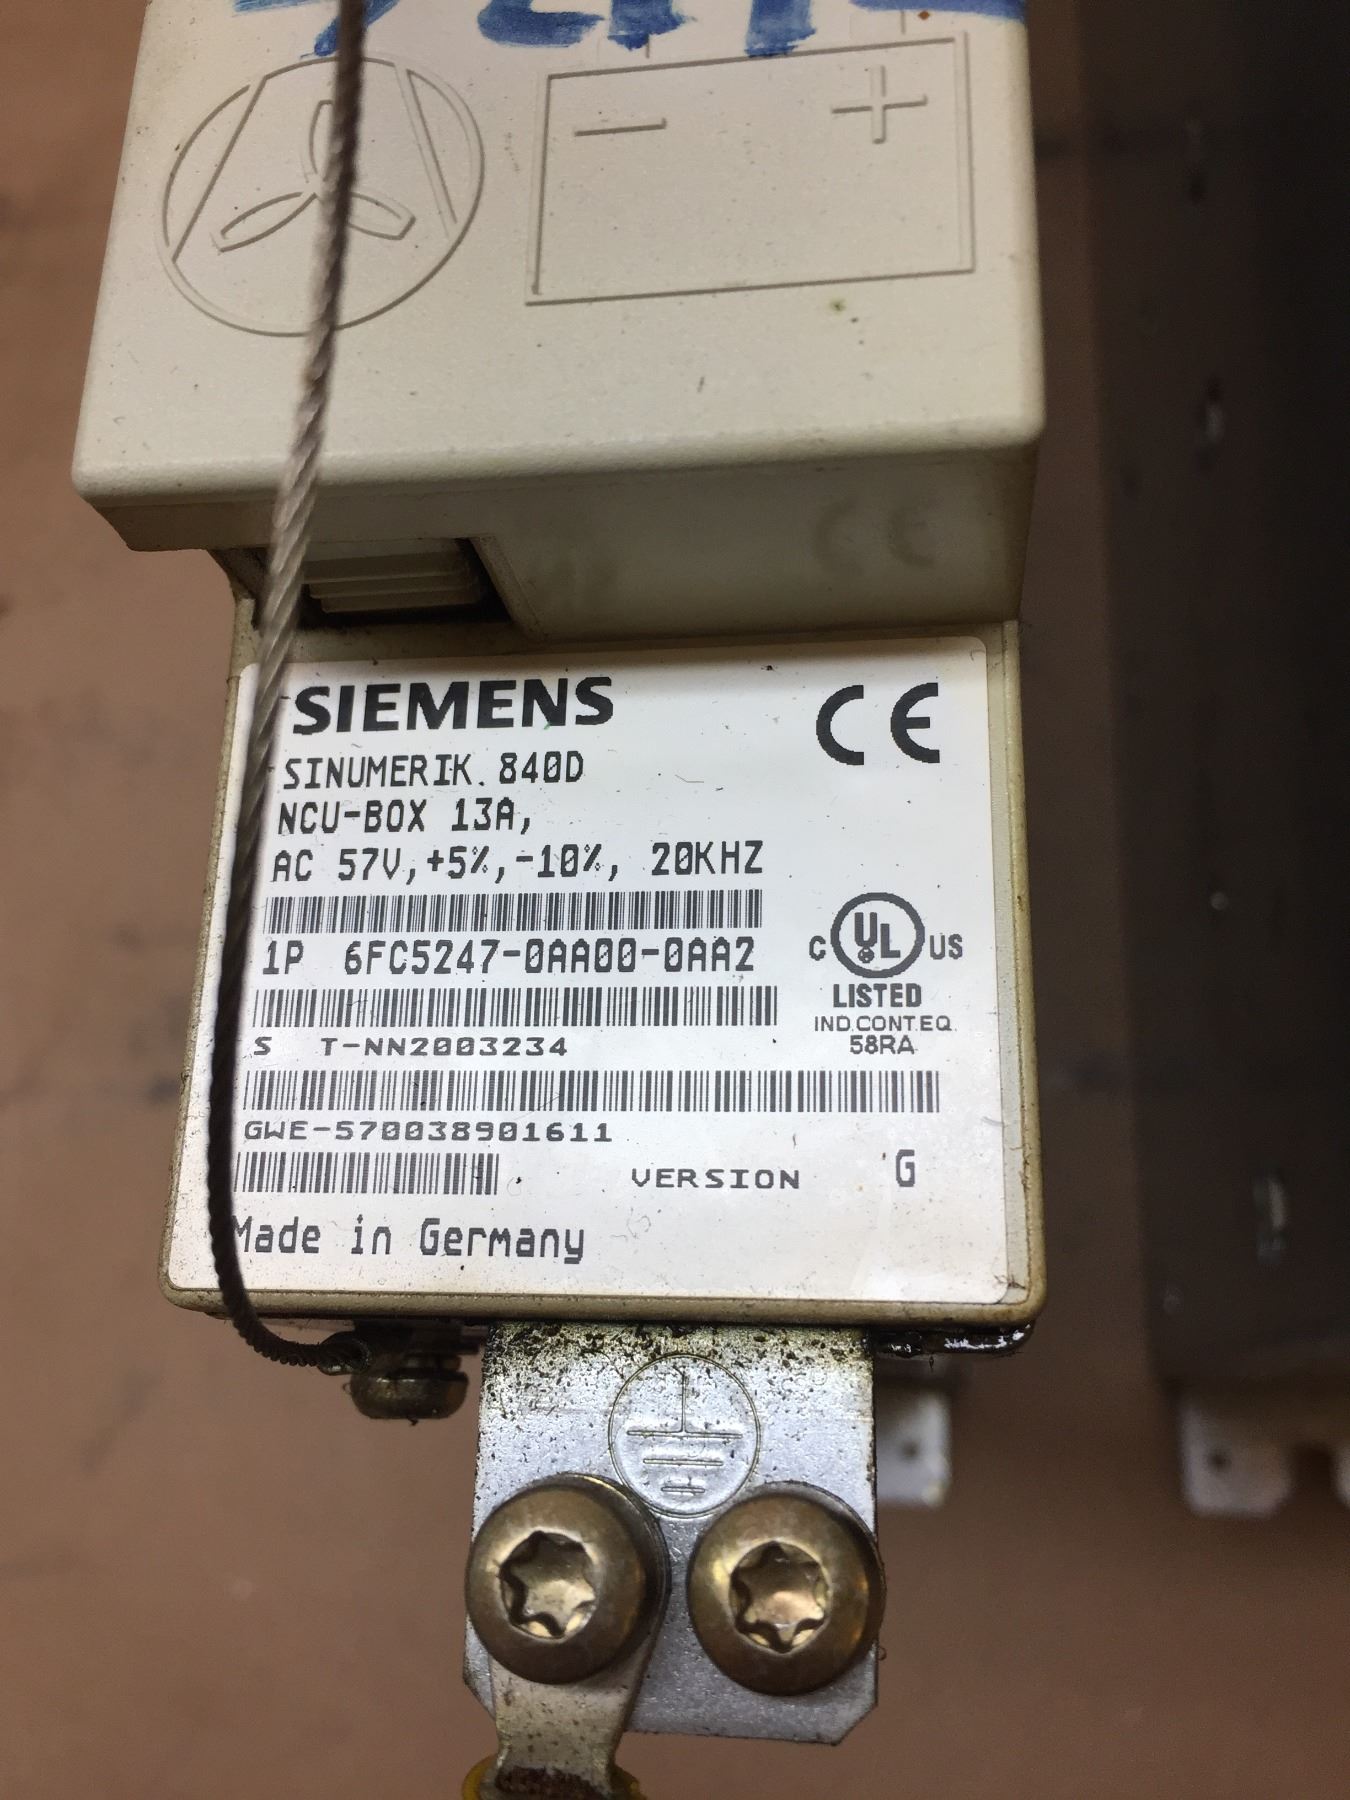 SIEMENS
CE
SINUMERIK 840D
NCU-BOX 13A,
AC 57V,+5%,-10%, 20KHZ
1P 6FC5247-0AA00-0AA2
C UL US
LISTED
IND.CONT.EQ.
58RA
S T-NN2003234
GWE-570038901611
VERSION G
Made in Germany